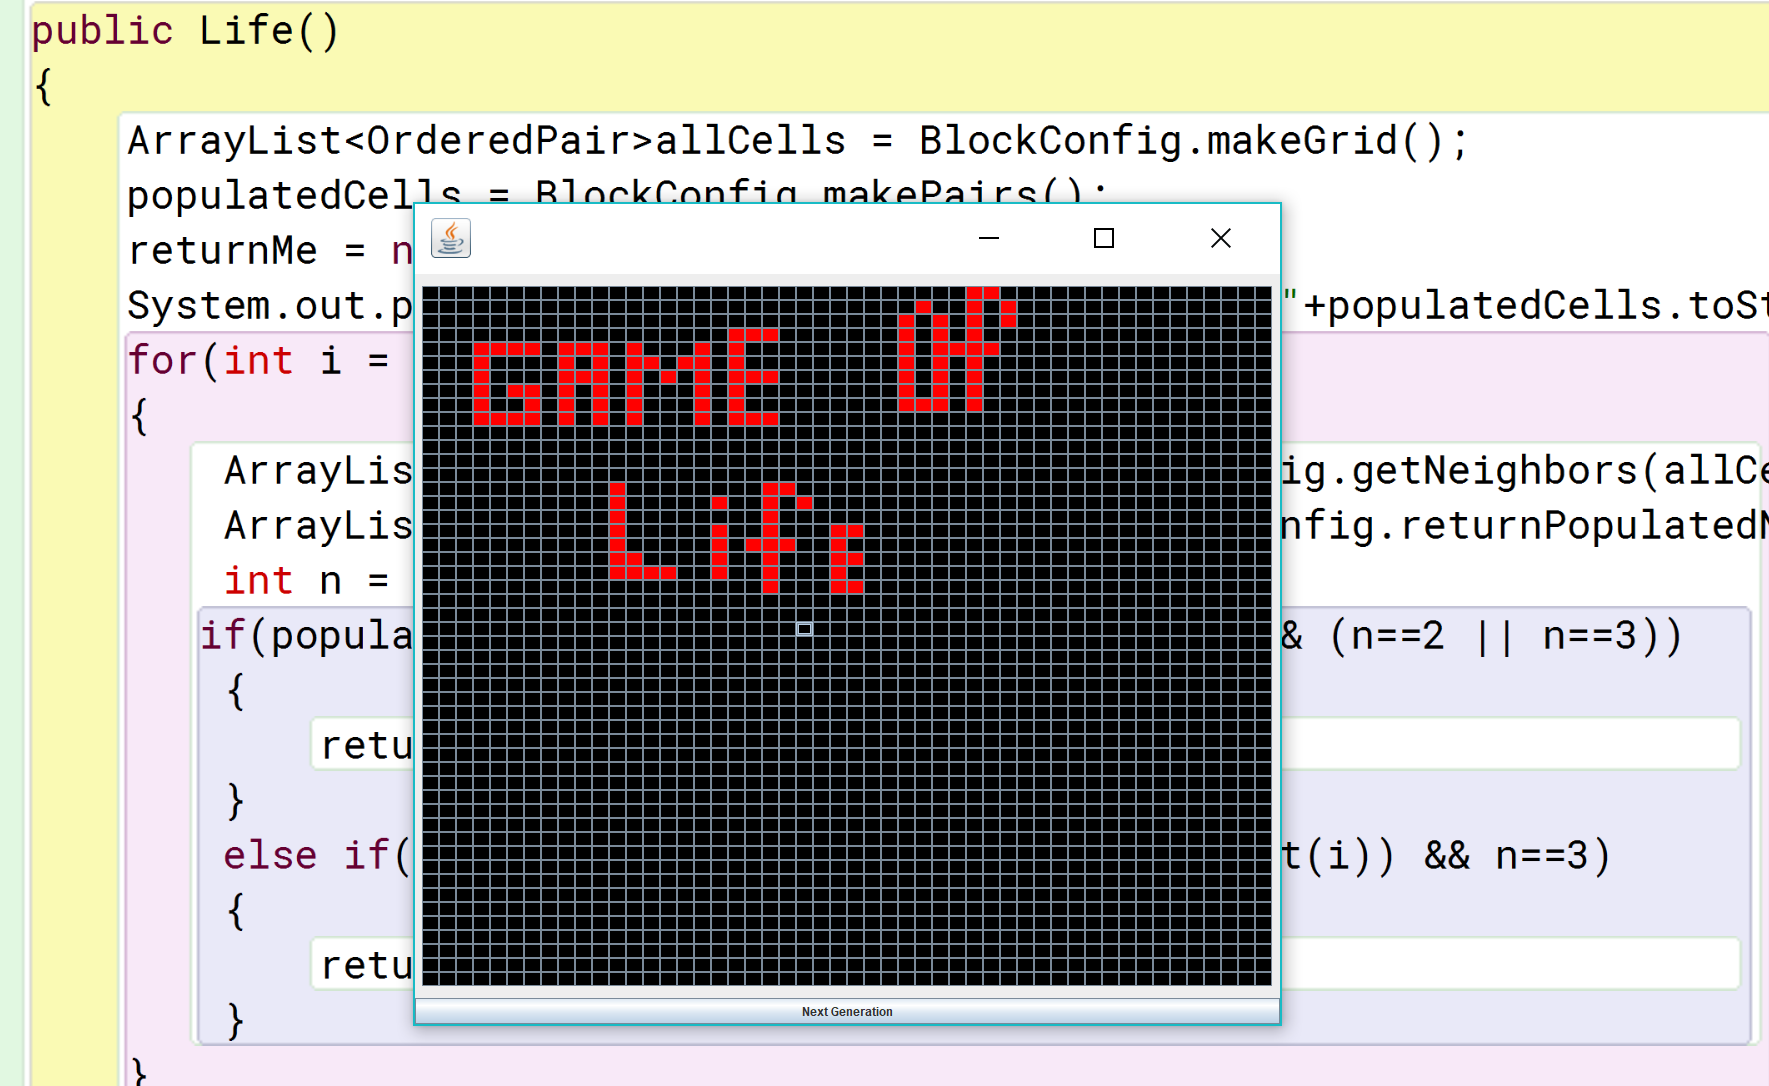 public Life()
{
ArrayList<OrderedPair>allCells = BlockConfig.makeGrid();
populatedCells = BlockConfig.makePairs();
returnMe = n
System.out.p "+populatedCells.toSt
for(int i =
{
ArrayLis ig.getNeighbors(allCe
ArrayLis nfig.returnPopulatedN
int n =
if(popula & (n==2 || n==3))
{
retu
}
else if( t(i)) && n==3)
{
retu
}
}
GAME OF
Life
Next Generation